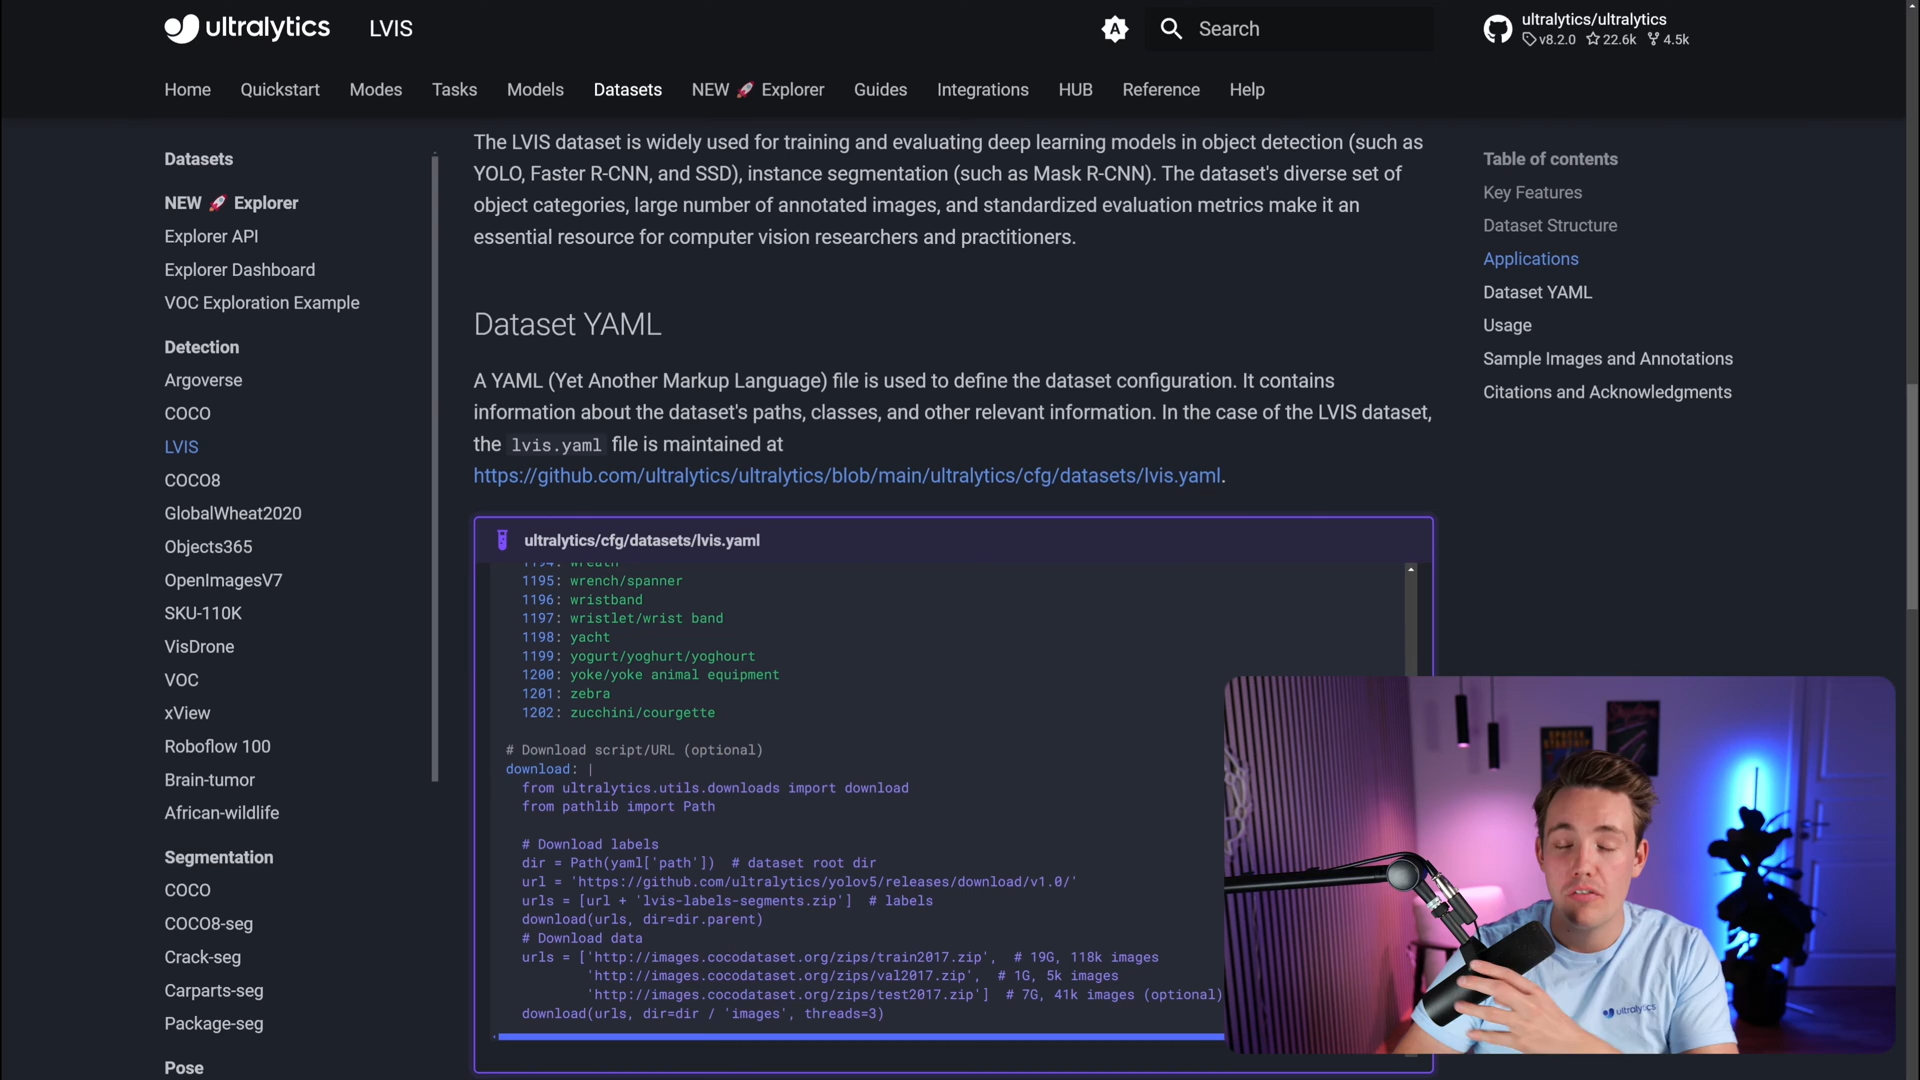 ultralytics
LVIS
A
Search
ultralytics/ultralytics
v8.2.0 22.6k 4.5k
Home Quickstart Modes Tasks Models Datasets NEW 🚀 Explorer Guides Integrations HUB Reference Help
Datasets
NEW 🚀 Explorer
Explorer API
Explorer Dashboard
VOC Exploration Example
Detection
Argoverse
COCO
LVIS
COCO8
GlobalWheat2020
Objects365
OpenImagesV7
SKU-110K
VisDrone
VOC
xView
Roboflow 100
Brain-tumor
African-wildlife
Segmentation
COCO
COCO8-seg
Crack-seg
Carparts-seg
Package-seg
Pose
The LVIS dataset is widely used for training and evaluating deep learning models in object detection (such as
YOLO, Faster R-CNN, and SSD), instance segmentation (such as Mask R-CNN). The dataset's diverse set of
object categories, large number of annotated images, and standardized evaluation metrics make it an
essential resource for computer vision researchers and practitioners.
Dataset YAML
A YAML (Yet Another Markup Language) file is used to define the dataset configuration. It contains
information about the dataset's paths, classes, and other relevant information. In the case of the LVIS dataset,
the lvis.yaml file is maintained at
https://github.com/ultralytics/ultralytics/blob/main/ultralytics/cfg/datasets/lvis.yaml.
ultralytics/cfg/datasets/lvis.yaml
1194: wreath
1195: wrench/spanner
1196: wristband
1197: wristlet/wrist band
1198: yacht
1199: yogurt/yoghurt/yoghourt
1200: yoke/yoke animal equipment
1201: zebra
1202: zucchini/courgette
# Download script/URL (optional)
download: |
from ultralytics.utils.downloads import download
from pathlib import Path
# Download labels
dir = Path(yaml['path']) # dataset root dir
url = 'https://github.com/ultralytics/yolov5/releases/download/v1.0/'
urls = [url + 'lvis-labels-segments.zip'] # labels
download(urls, dir=dir.parent)
# Download data
urls = ['http://images.cocodataset.org/zips/train2017.zip', # 19G, 118k images
'http://images.cocodataset.org/zips/val2017.zip', # 1G, 5k images
'http://images.cocodataset.org/zips/test2017.zip'] # 7G, 41k images (optional)
download(urls, dir=dir / 'images', threads=3)
Table of contents
Key Features
Dataset Structure
Applications
Dataset YAML
Usage
Sample Images and Annotations
Citations and Acknowledgments
ultralytics